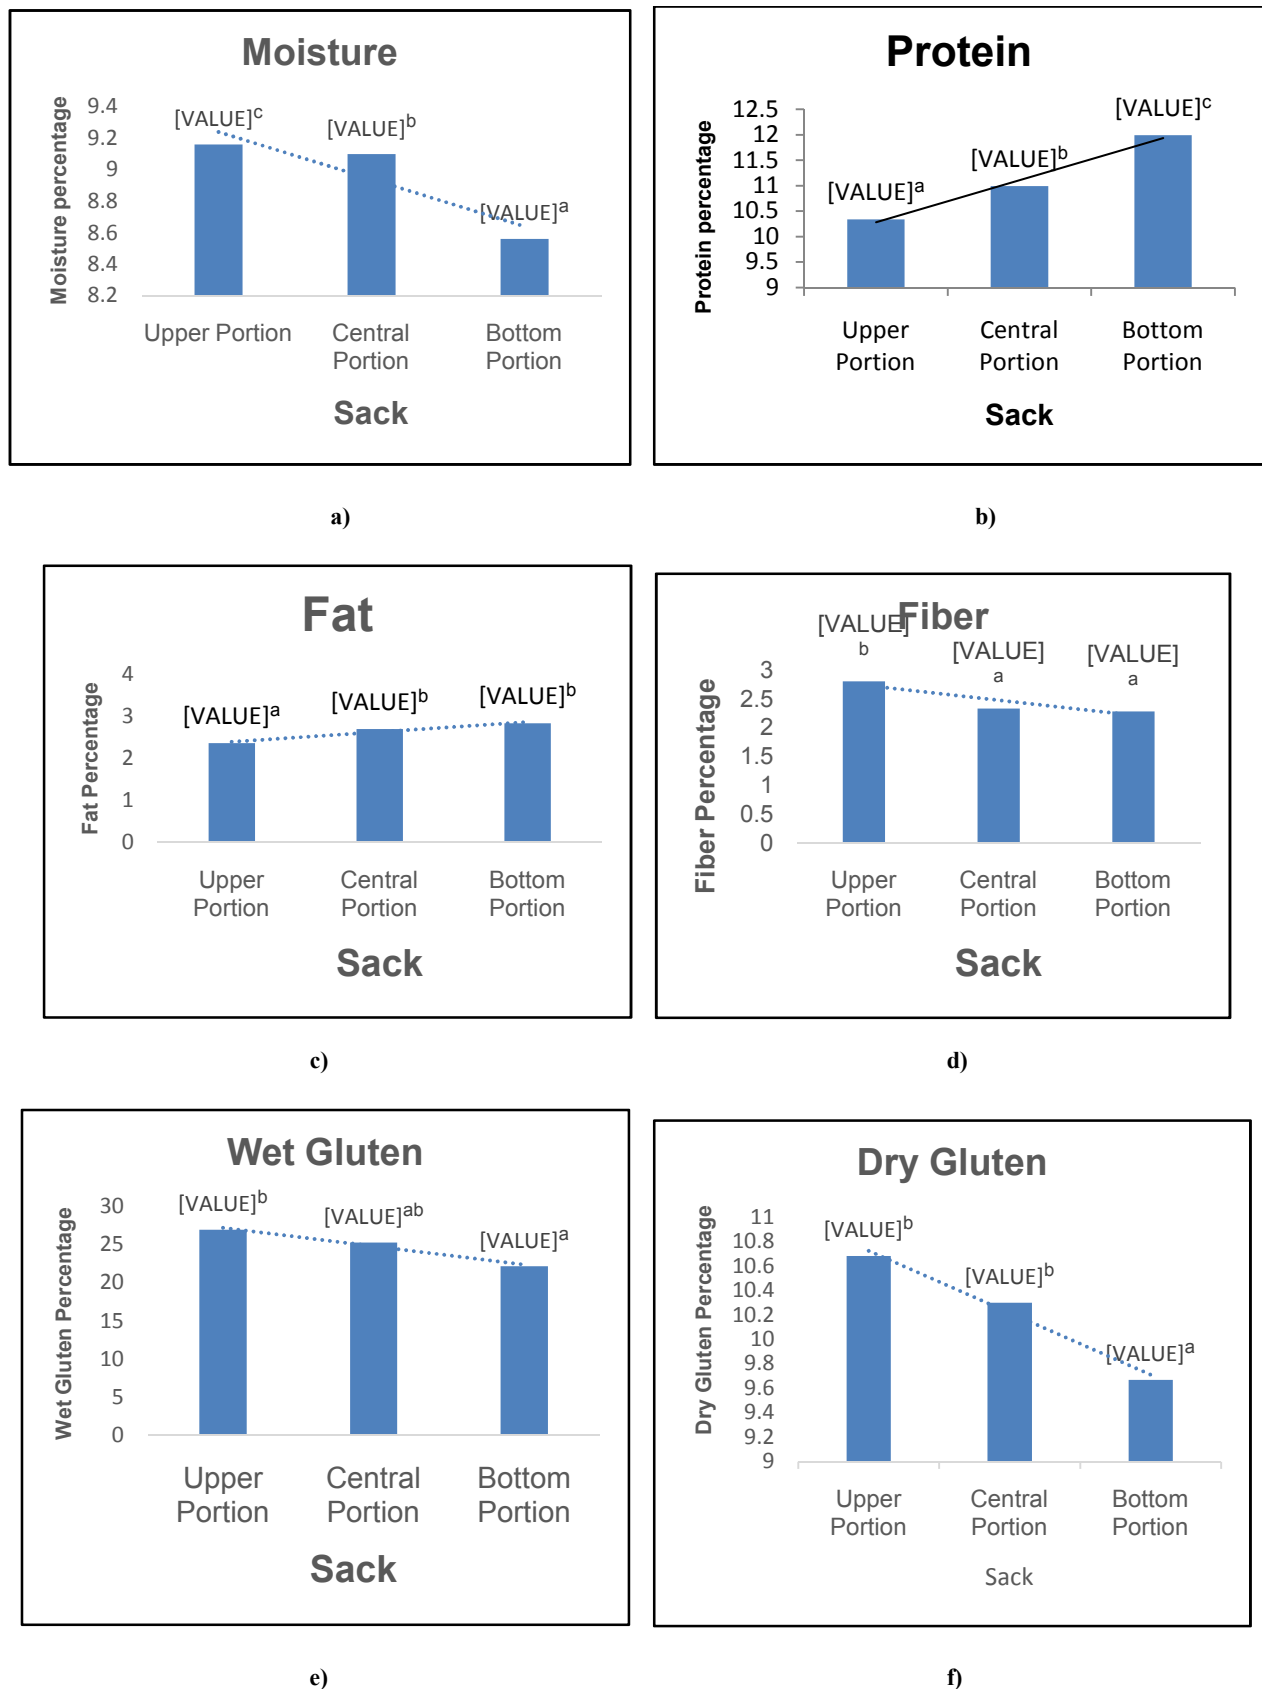 Moisture
Moisture percentage
9.4
9.2
9
8.8
8.6
8.4
8.2
[VALUE]c
[VALUE]b
[VALUE]a
Upper Portion
Central
Portion
Bottom
Portion
Sack
a)
Protein
Protein percentage
12.5
12
11.5
11
10.5
10
9.5
9
[VALUE]a
[VALUE]b
[VALUE]c
Upper
Portion
Central
Portion
Bottom
Portion
Sack
b)
Fat
Fat Percentage
4
3
2
1
0
[VALUE]a
[VALUE]b
[VALUE]b
Upper
Portion
Central
Portion
Bottom
Portion
Sack
c)
Fiber
Fiber Percentage
3
2.5
2
1.5
1
0.5
0
[VALUE]
b
[VALUE]
a
[VALUE]
a
Upper
Portion
Central
Portion
Bottom
Portion
Sack
d)
Wet Gluten
Wet Gluten Percentage
30
25
20
15
10
5
0
[VALUE]b
[VALUE]ab
[VALUE]a
Upper
Portion
Central
Portion
Bottom
Portion
Sack
e)
Dry Gluten
Dry Gluten Percentage
11
10.8
10.6
10.4
10.2
10
9.8
9.6
9.4
9.2
9
[VALUE]b
[VALUE]b
[VALUE]a
Upper
Portion
Central
Portion
Bottom
Portion
Sack
f)